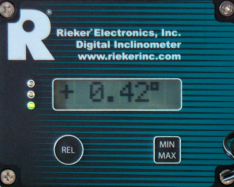 R®
Rieker® Electronics, Inc.
Digital Inclinometer
www.riekerinc.com
+ 0.42°
REL
MIN
MAX